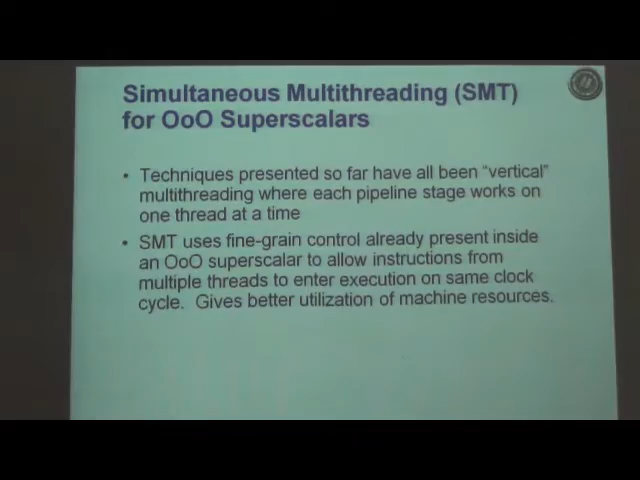 Simultaneous Multithreading (SMT)
for OoO Superscalars
• Techniques presented so far have all been “vertical”
multithreading where each pipeline stage works on
one thread at a time
• SMT uses fine-grain control already present inside
an OoO superscalar to allow instructions from
multiple threads to enter execution on same clock
cycle. Gives better utilization of machine resources.